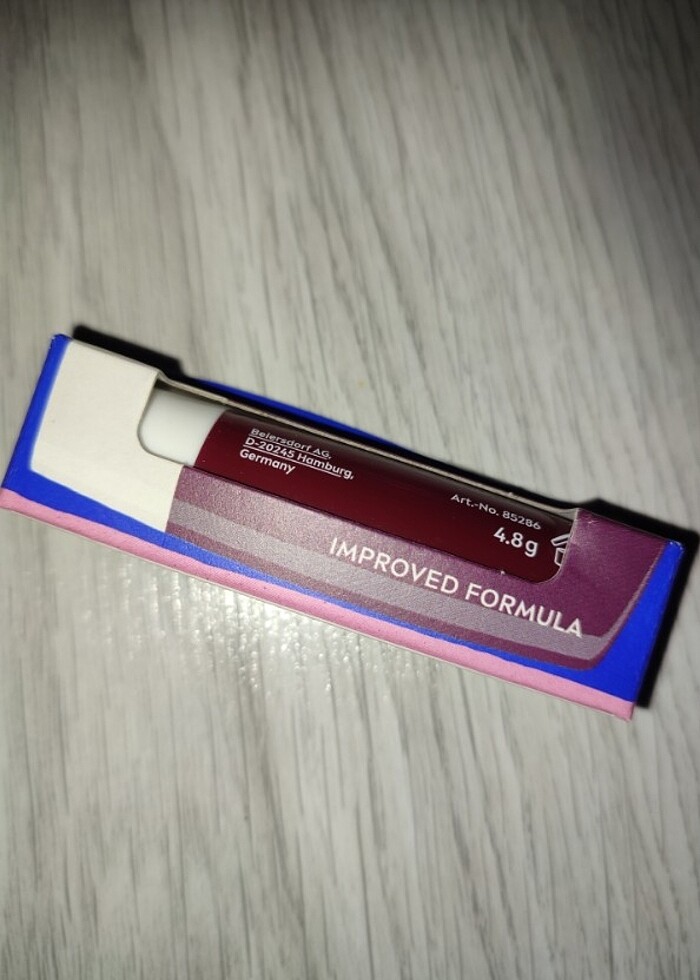 Beiersdorf AG,
D-20245 Hamburg,
Germany
Art.-No. 85286
4.8g
IMPROVED FORMULA